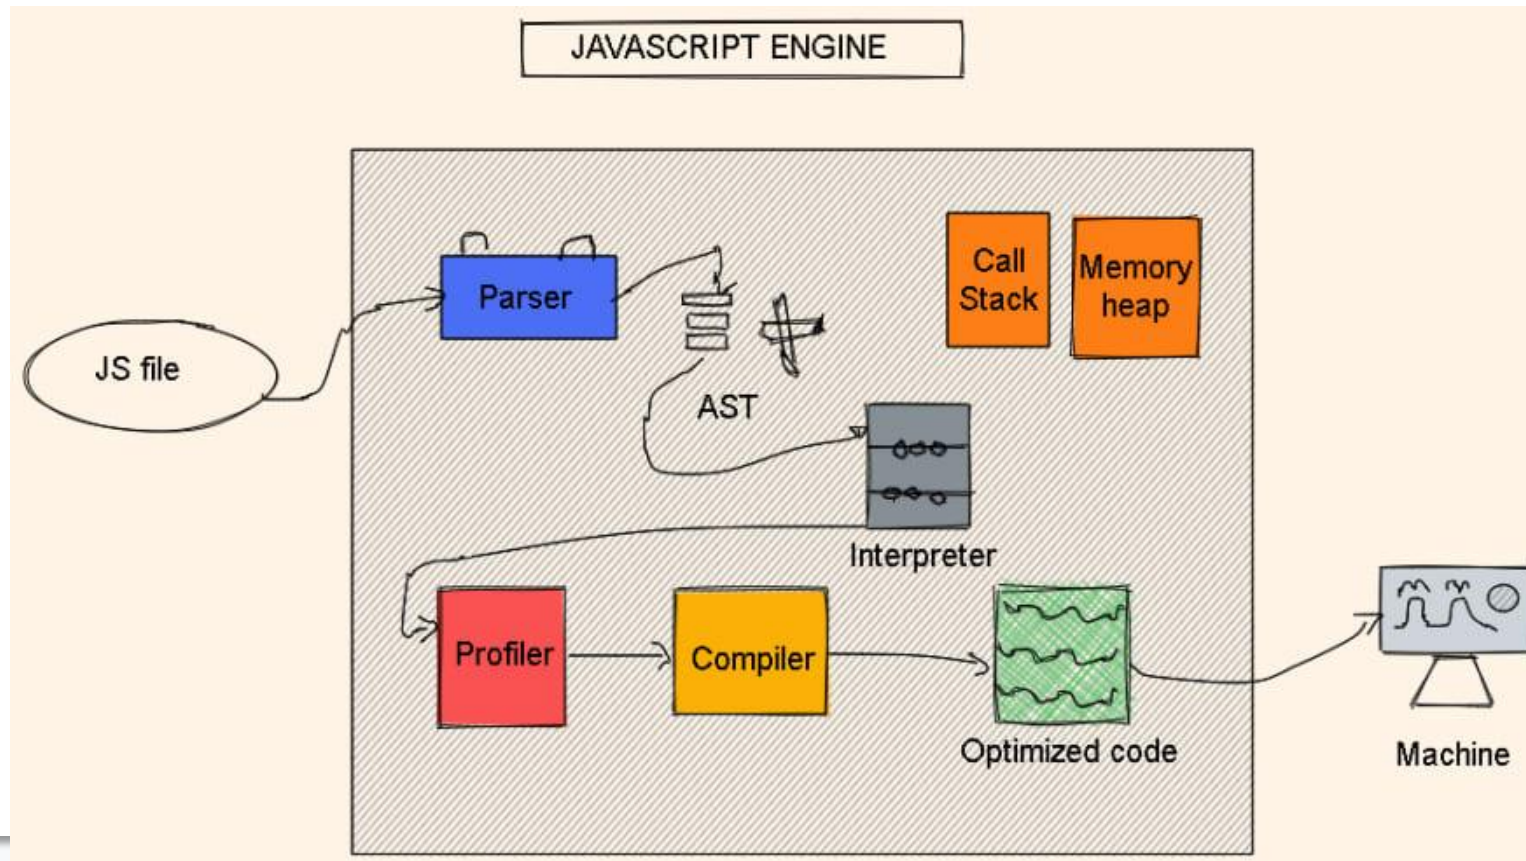 JAVASCRIPT ENGINE
JS file
Parser
AST
Call
Stack
Memory
heap
Interpreter
Profiler
Compiler
Optimized code
Machine